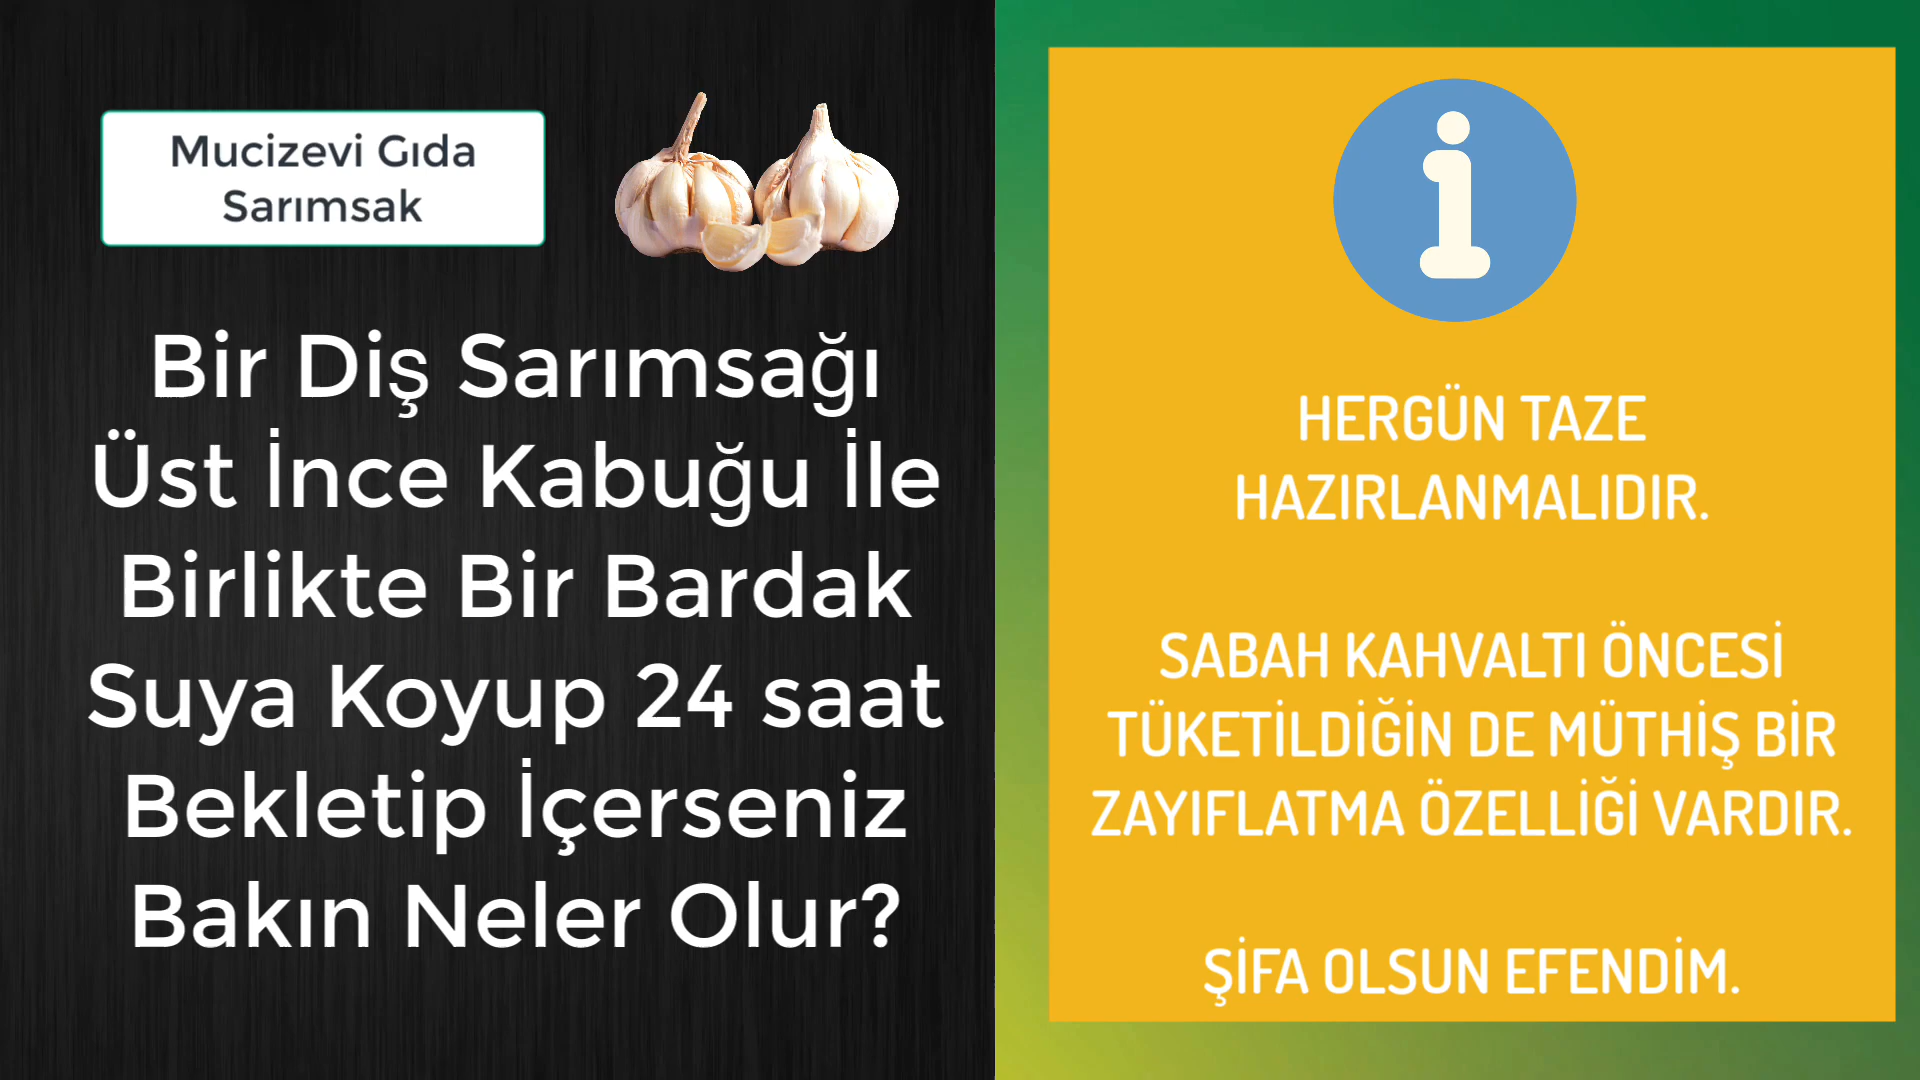 Mucizevi Gıda
Sarımsak
Bir Diş Sarımsağı
Üst İnce Kabuğu İle
Birlikte Bir Bardak
Suya Koyup 24 saat
Bekletip İçerseniz
Bakın Neler Olur?
HERGÜN TAZE
HAZIRLANMALIDIR.
SABAH KAHVALTI ÖNCESİ
TÜKETİLDİĞİN DE MÜTHİŞ BİR
ZAYIFLATMA ÖZELLİĞİ VARDIR.
ŞİFA OLSUN EFENDİM.